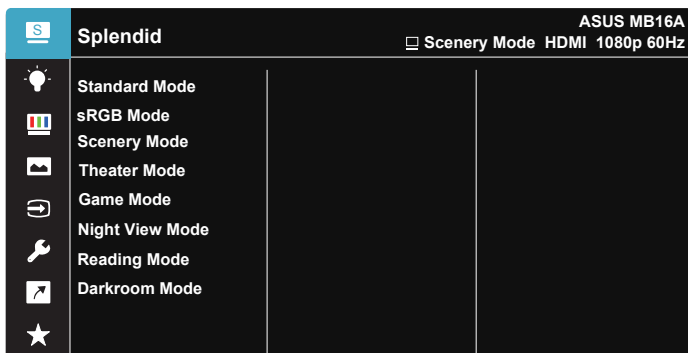 S
Splendid
ASUS MB16A
Scenery Mode HDMI 1080p 60Hz
Standard Mode
sRGB Mode
Scenery Mode
Theater Mode
Game Mode
Night View Mode
Reading Mode
Darkroom Mode